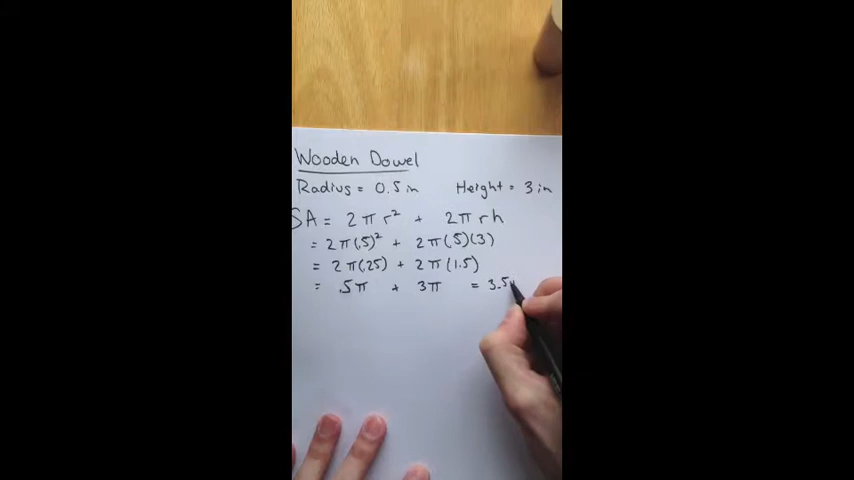 Wooden Dowel
Radius = 0.5 in Height = 3 in
SA = 2πr² + 2πrh
= 2π(.5)² + 2π(.5)(3)
= 2π(.25) + 2π(1.5)
= .5π + 3π = 3.5